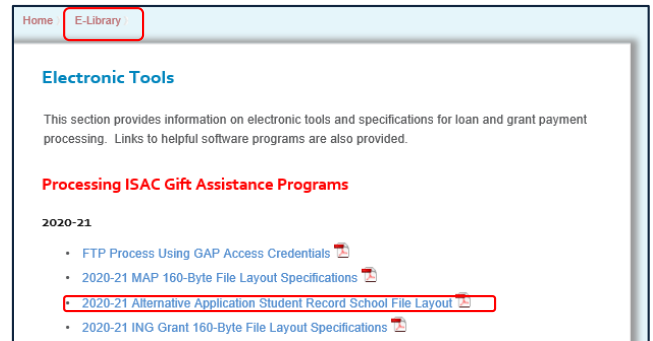 Home E-Library
Electronic Tools
This section provides information on electronic tools and specifications for loan and grant payment
processing. Links to helpful software programs are also provided.
Processing ISAC Gift Assistance Programs
2020-21
• FTP Process Using GAP Access Credentials
• 2020-21 MAP 160-Byte File Layout Specifications
• 2020-21 Alternative Application Student Record School File Layout
• 2020-21 ING Grant 160-Byte File Layout Specifications